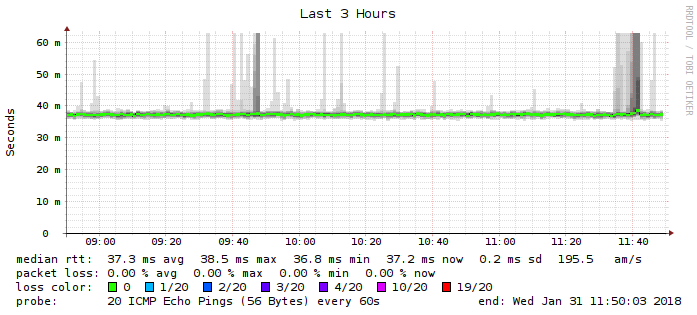 Last 3 Hours
RRDTOOL / TOBI OETIKER
Seconds
60 m
50 m
40 m
30 m
20 m
10 m
0
09:00 09:20 09:40 10:00 10:20 10:40 11:00 11:20 11:40
median rtt: 37.3 ms avg 38.5 ms max 36.8 ms min 37.2 ms now 0.2 ms sd 195.5 am/s
packet loss: 0.00 % avg 0.00 % max 0.00 % min 0.00 % now
loss color: 0 1/20 2/20 3/20 4/20 10/20 19/20
probe: 20 ICMP Echo Pings (56 Bytes) every 60s end: Wed Jan 31 11:50:03 2018